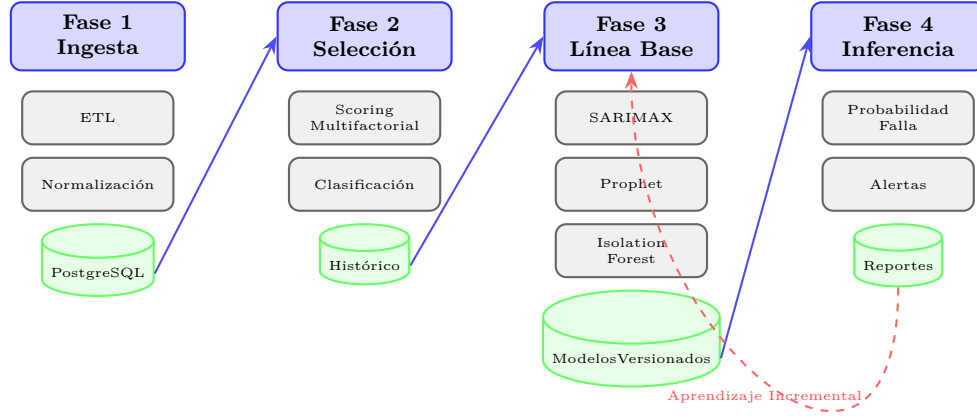 Fase 1
Ingesta
ETL
Normalización
PostgreSQL
Fase 2
Selección
Scoring
Multifactorial
Clasificación
Histórico
Fase 3
Línea Base
SARIMAX
Prophet
Isolation
Forest
ModelosVersionados
Fase 4
Inferencia
Probabilidad
Falla
Alertas
Reportes
Aprendizaje Incremental